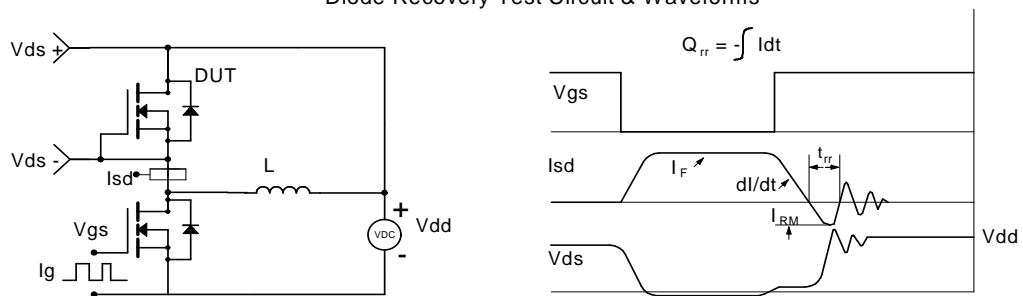 Diode Recovery Test Circuit & Waveforms
Vds +
DUT
Vds -
Isd
L
Vgs
Ig
+
VDC
-
Vdd
Q rr = - ∫ Idt
Vgs
Isd
I F
dI/dt
t rr
I RM
Vds
Vdd